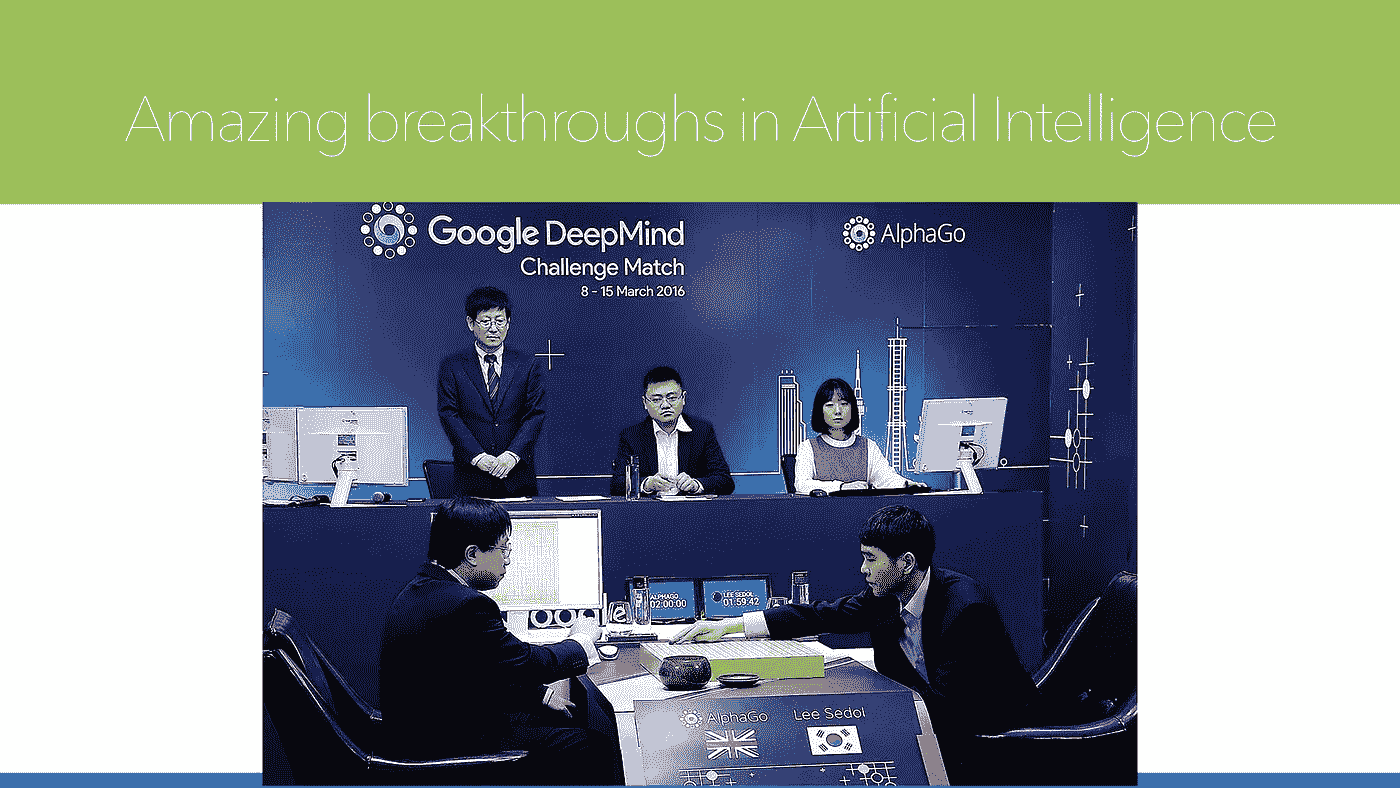 Amazing breakthroughs in Artificial Intelligence
Google DeepMind
Challenge Match
8 - 15 March 2016
AlphaGo
ALPHAGO
02:00:00
LEE SEDOL
01:59:42
AlphaGo
Lee Sedol